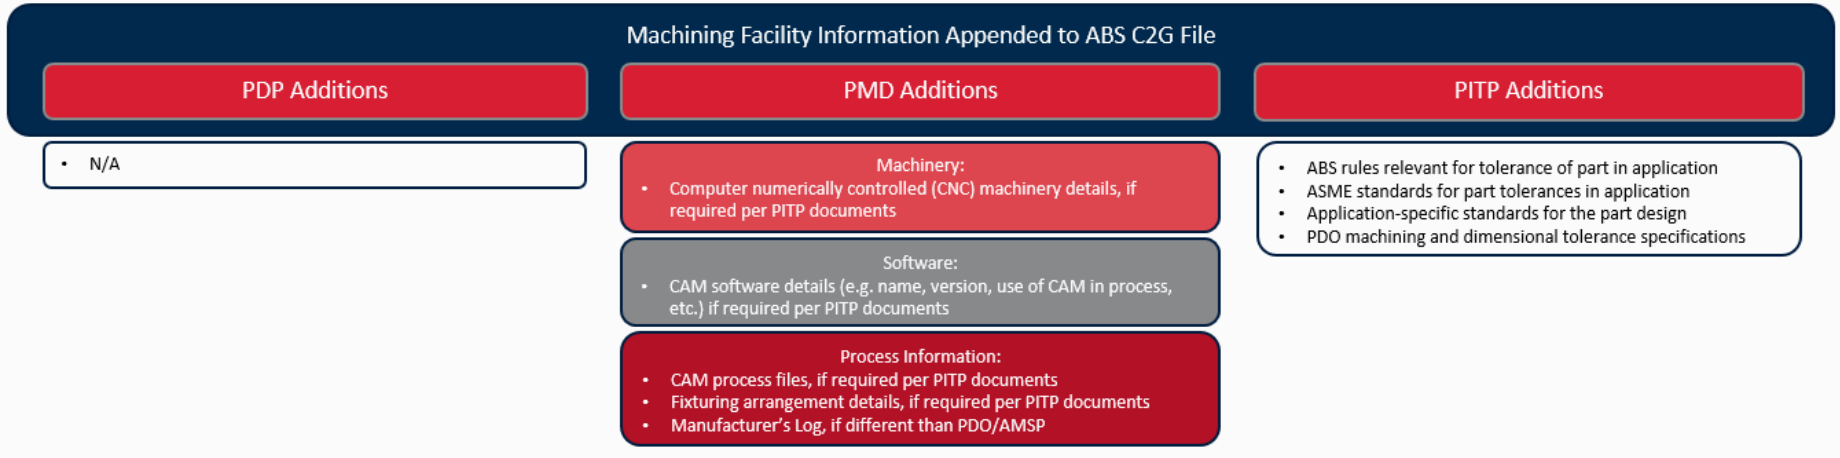 Machining Facility Information Appended to ABS C2G File
PDP Additions
PMD Additions
PITP Additions
• N/A
Machinery:
• Computer numerically controlled (CNC) machinery details, if
required per PITP documents
Software:
• CAM software details (e.g. name, version, use of CAM in process,
etc.) if required per PITP documents
Process Information:
• CAM process files, if required per PITP documents
• Fixturing arrangement details, if required per PITP documents
• Manufacturer’s Log, if different than PDO/AMSP
• ABS rules relevant for tolerance of part in application
• ASME standards for part tolerances in application
• Application-specific standards for the part design
• PDO machining and dimensional tolerance specifications